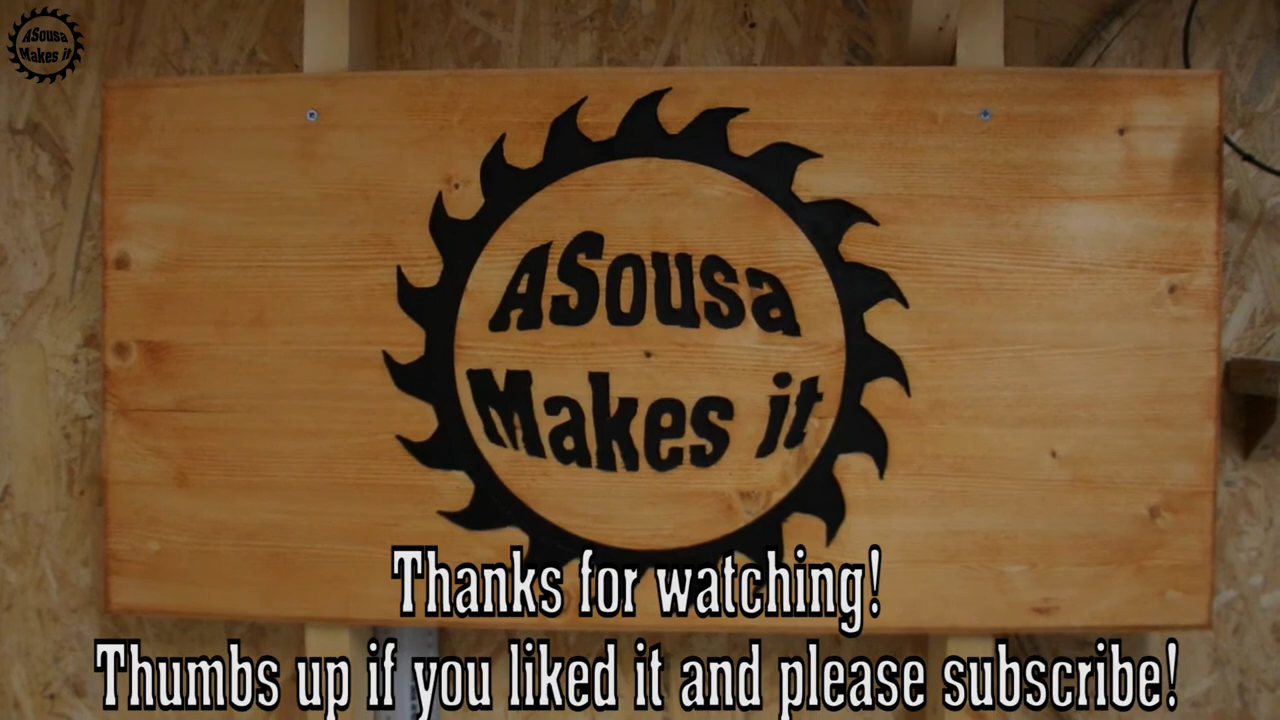 ASousa
Makes it
ASousa
Makes it
Thanks for watching!
Thumbs up if you liked it and please subscribe!